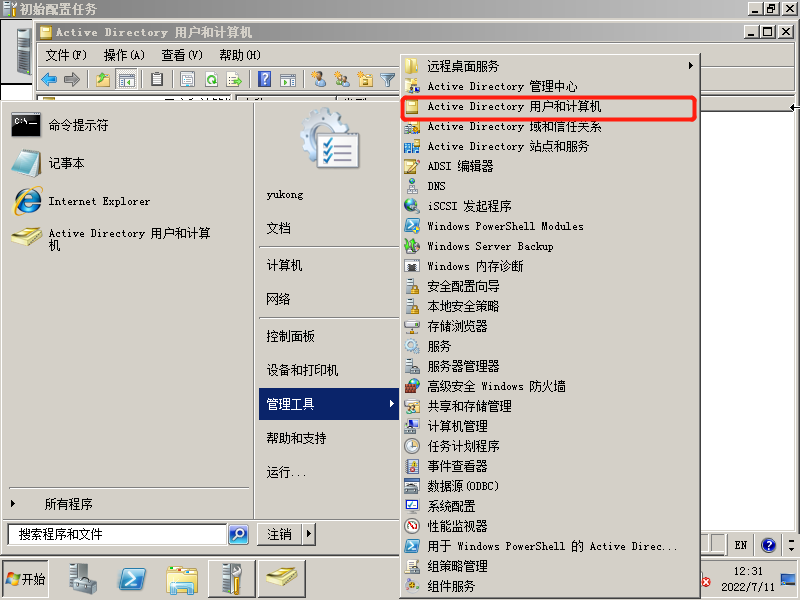 初始配置任务
Active Directory 用户和计算机
文件(F) 操作(A) 查看(V) 帮助(H)
命令提示符
记事本
Internet Explorer
Active Directory 用户和计算
机
所有程序
搜索程序和文件
yukong
文档
计算机
网络
控制面板
设备和打印机
管理工具
帮助和支持
运行...
注销
远程桌面服务
Active Directory 管理中心
Active Directory 用户和计算机
Active Directory 域和信任关系
Active Directory 站点和服务
ADSI 编辑器
DNS
iSCSI 发起程序
Windows PowerShell Modules
Windows Server Backup
Windows 内存诊断
安全配置向导
本地安全策略
存储浏览器
服务
服务器管理器
高级安全 Windows 防火墙
共享和存储管理
计算机管理
任务计划程序
事件查看器
数据源(ODBC)
系统配置
性能监视器
用于 Windows PowerShell 的 Active Direc...
组策略管理
组件服务
EN
开始
12:31
2022/7/11